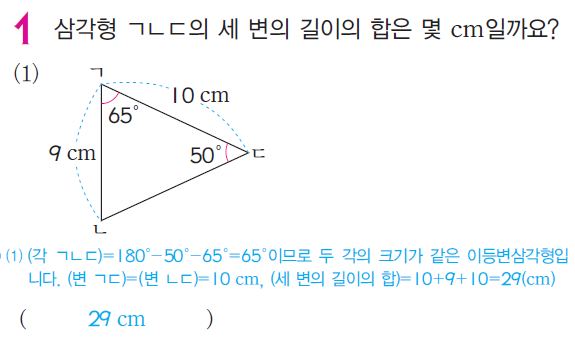 1 삼각형 ㄱㄴㄷ의 세 변의 길이의 합은 몇 cm일까요?
(1)
ㄱ
10 cm
65°
9 cm
50°
ㄷ
ㄴ
(1) (각 ㄱㄴㄷ)=180°-50°-65°=65°이므로 두 각의 크기가 같은 이등변삼각형입
니다. (변 ㄱㄷ)=(변 ㄴㄷ)=10 cm, (세 변의 길이의 합)=10+9+10=29(cm)
( 29 cm )